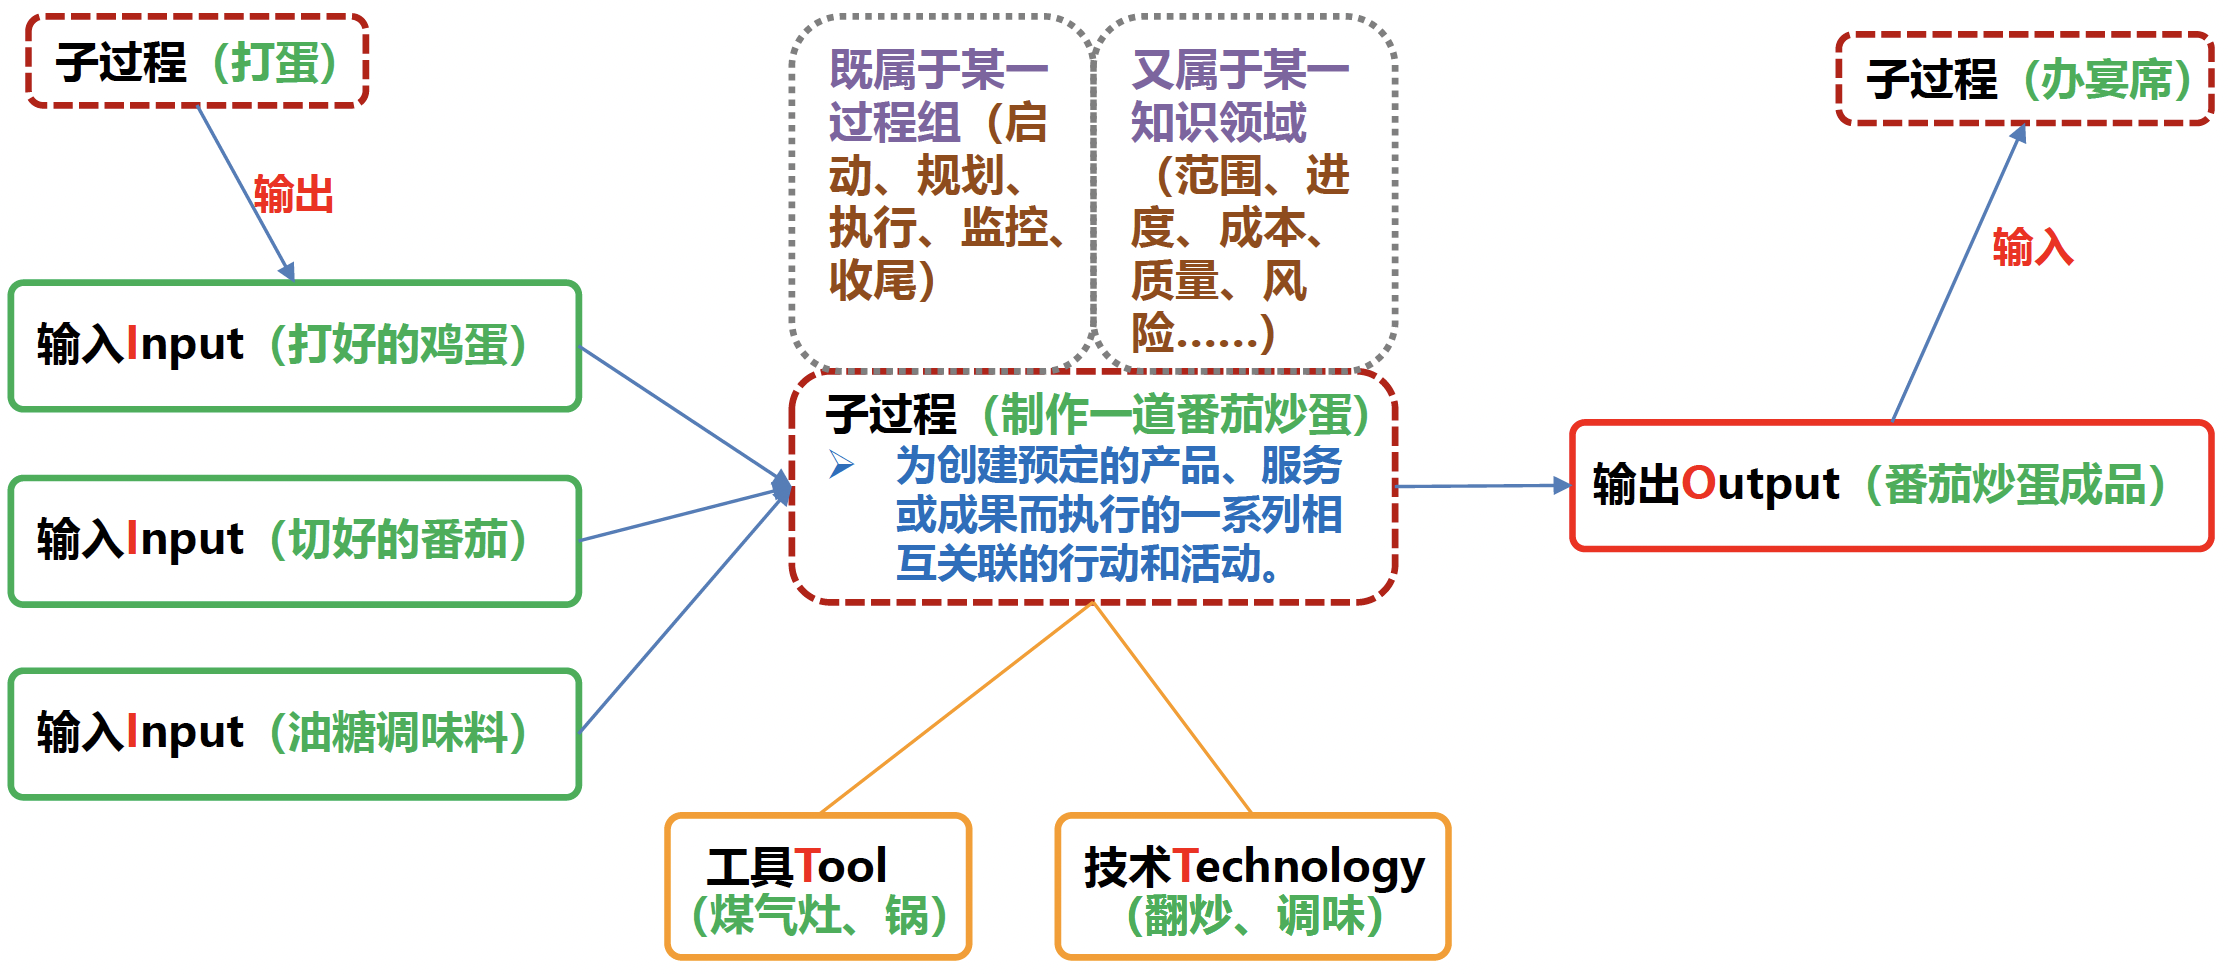 子过程（打蛋）
输出
输入Input（打好的鸡蛋）
输入Input（切好的番茄）
输入Input（油糖调味料）
既属于某一
过程组（启
动、规划、
执行、监控、
收尾）
又属于某一
知识领域
（范围、进
度、成本、
质量、风
险……）
子过程（制作一道番茄炒蛋）
➢ 为创建预定的产品、服务
或成果而执行的一系列相
互关联的行动和活动。
工具Tool
（煤气灶、锅）
技术Technology
（翻炒、调味）
子过程（办宴席）
输入
输出Output（番茄炒蛋成品）